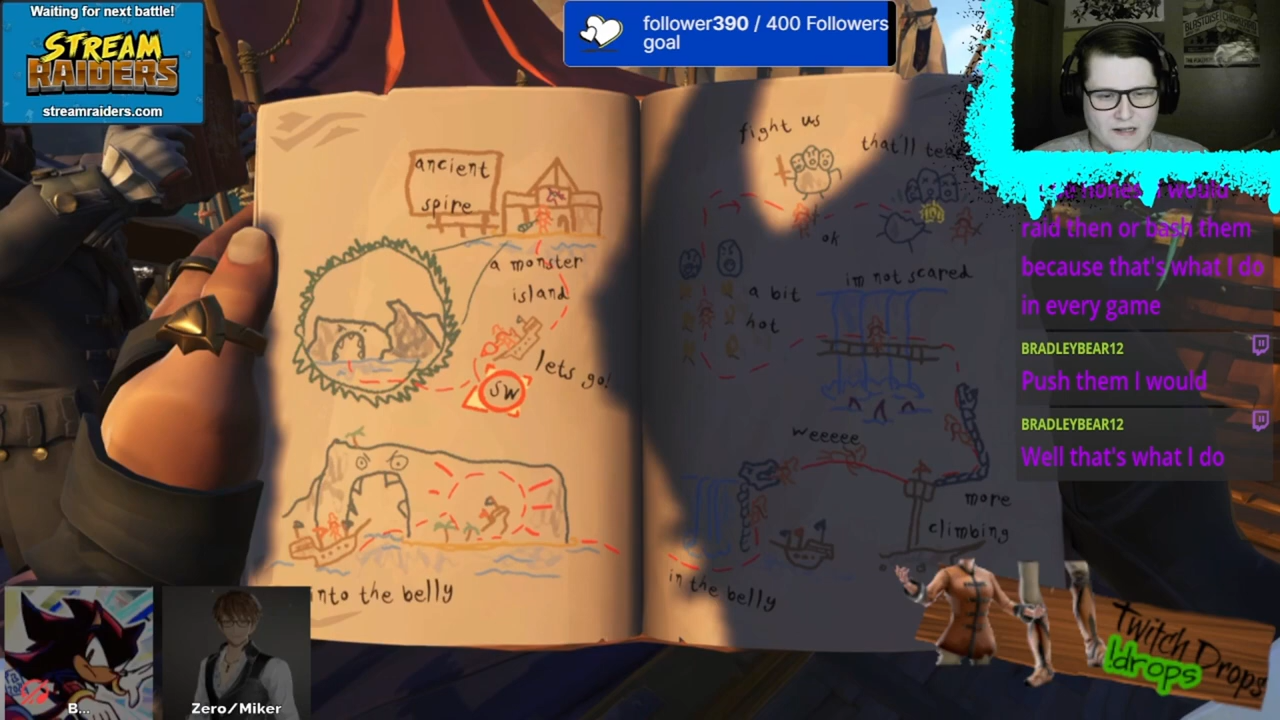 Waiting for next battle!
STREAM
RAIDERS
streamraiders.com
follower390 / 400 Followers
goal
ancient
spire
a monster
island
lets go!
SW
into the belly
fight us
that'll
ok
im not scared
a bit
hot
weeeee
more
climbing
in the belly
would
raid then or bash them
because that's what I do
in every game
BRADLEYBEAR12
Push them I would
BRADLEYBEAR12
Well that's what I do
B...
Zero/Miker
Twitch Drops
!drops